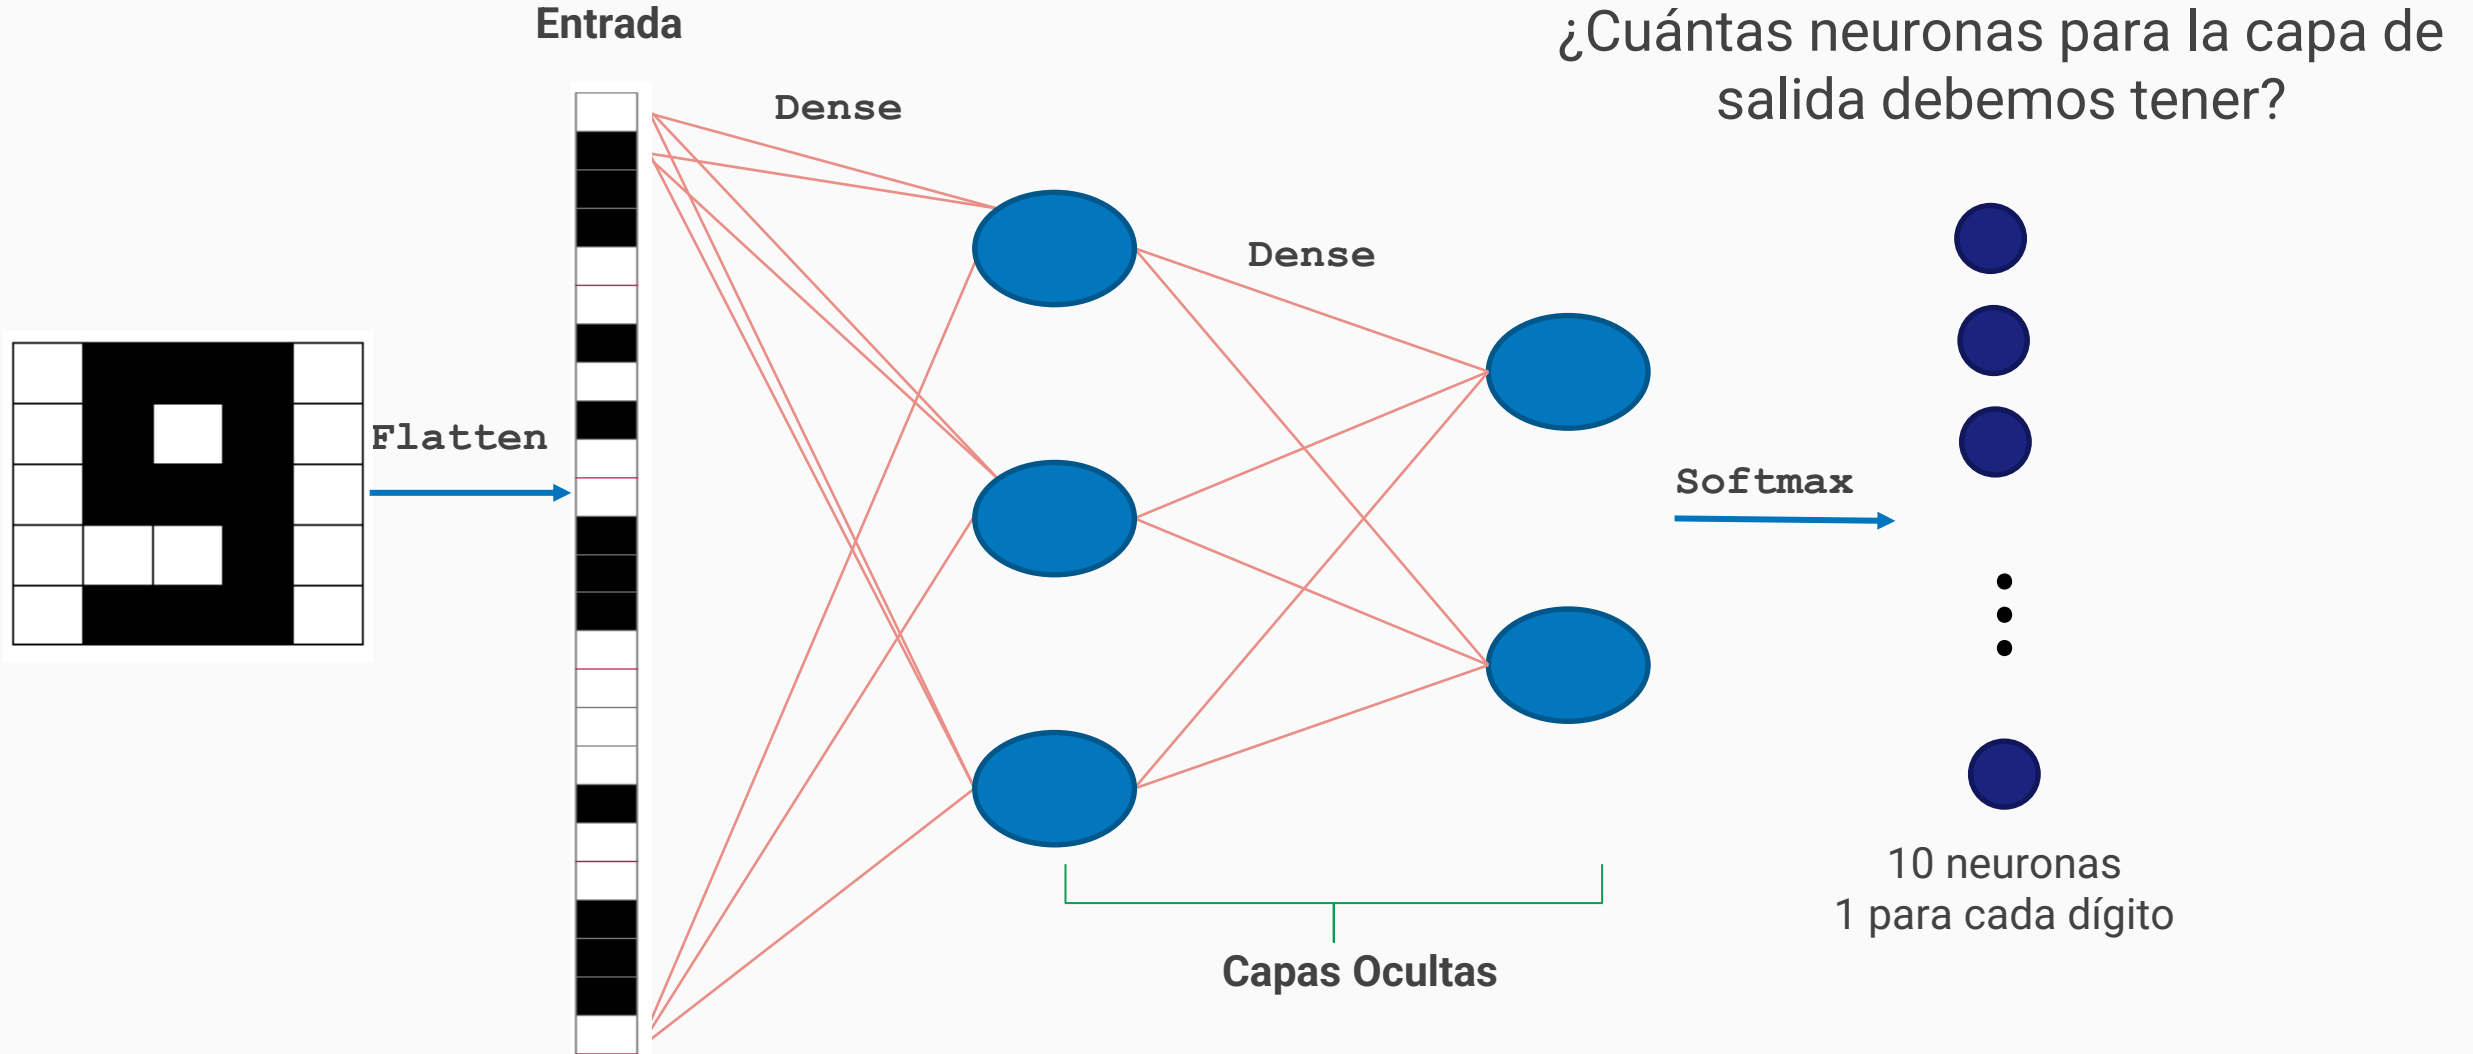 Entrada
¿Cuántas neuronas para la capa de
salida debemos tener?
Dense
Dense
Flatten
Softmax
10 neuronas
1 para cada dígito
Capas Ocultas